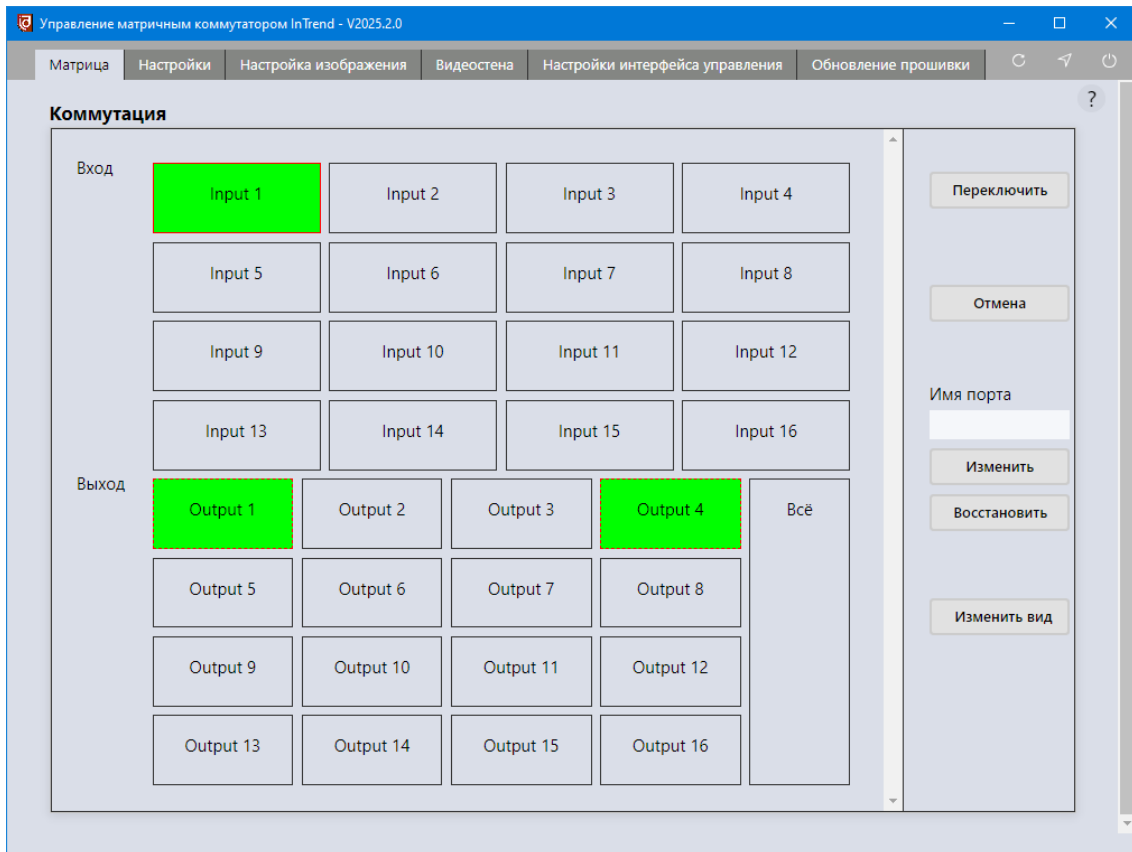 Управление матричным коммутатором InTrend - V2025.2.0
Матрица Настройки Настройка изображения Видеостена Настройки интерфейса управления Обновление прошивки
?
Коммутация
Вход
Input 1 Input 2 Input 3 Input 4
Переключить
Input 5 Input 6 Input 7 Input 8
Отмена
Input 9 Input 10 Input 11 Input 12
Имя порта
Input 13 Input 14 Input 15 Input 16
Изменить
Выход
Output 1 Output 2 Output 3 Output 4 Всё
Восстановить
Output 5 Output 6 Output 7 Output 8
Изменить вид
Output 9 Output 10 Output 11 Output 12
Output 13 Output 14 Output 15 Output 16